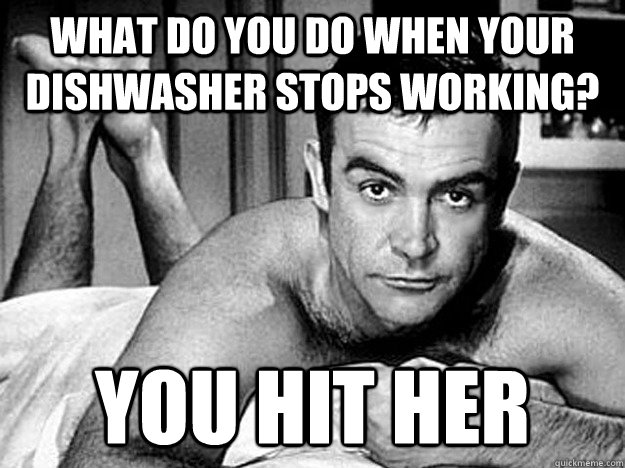 WHAT DO YOU DO WHEN YOUR
DISHWASHER STOPS WORKING?
YOU HIT HER
quickmeme.com